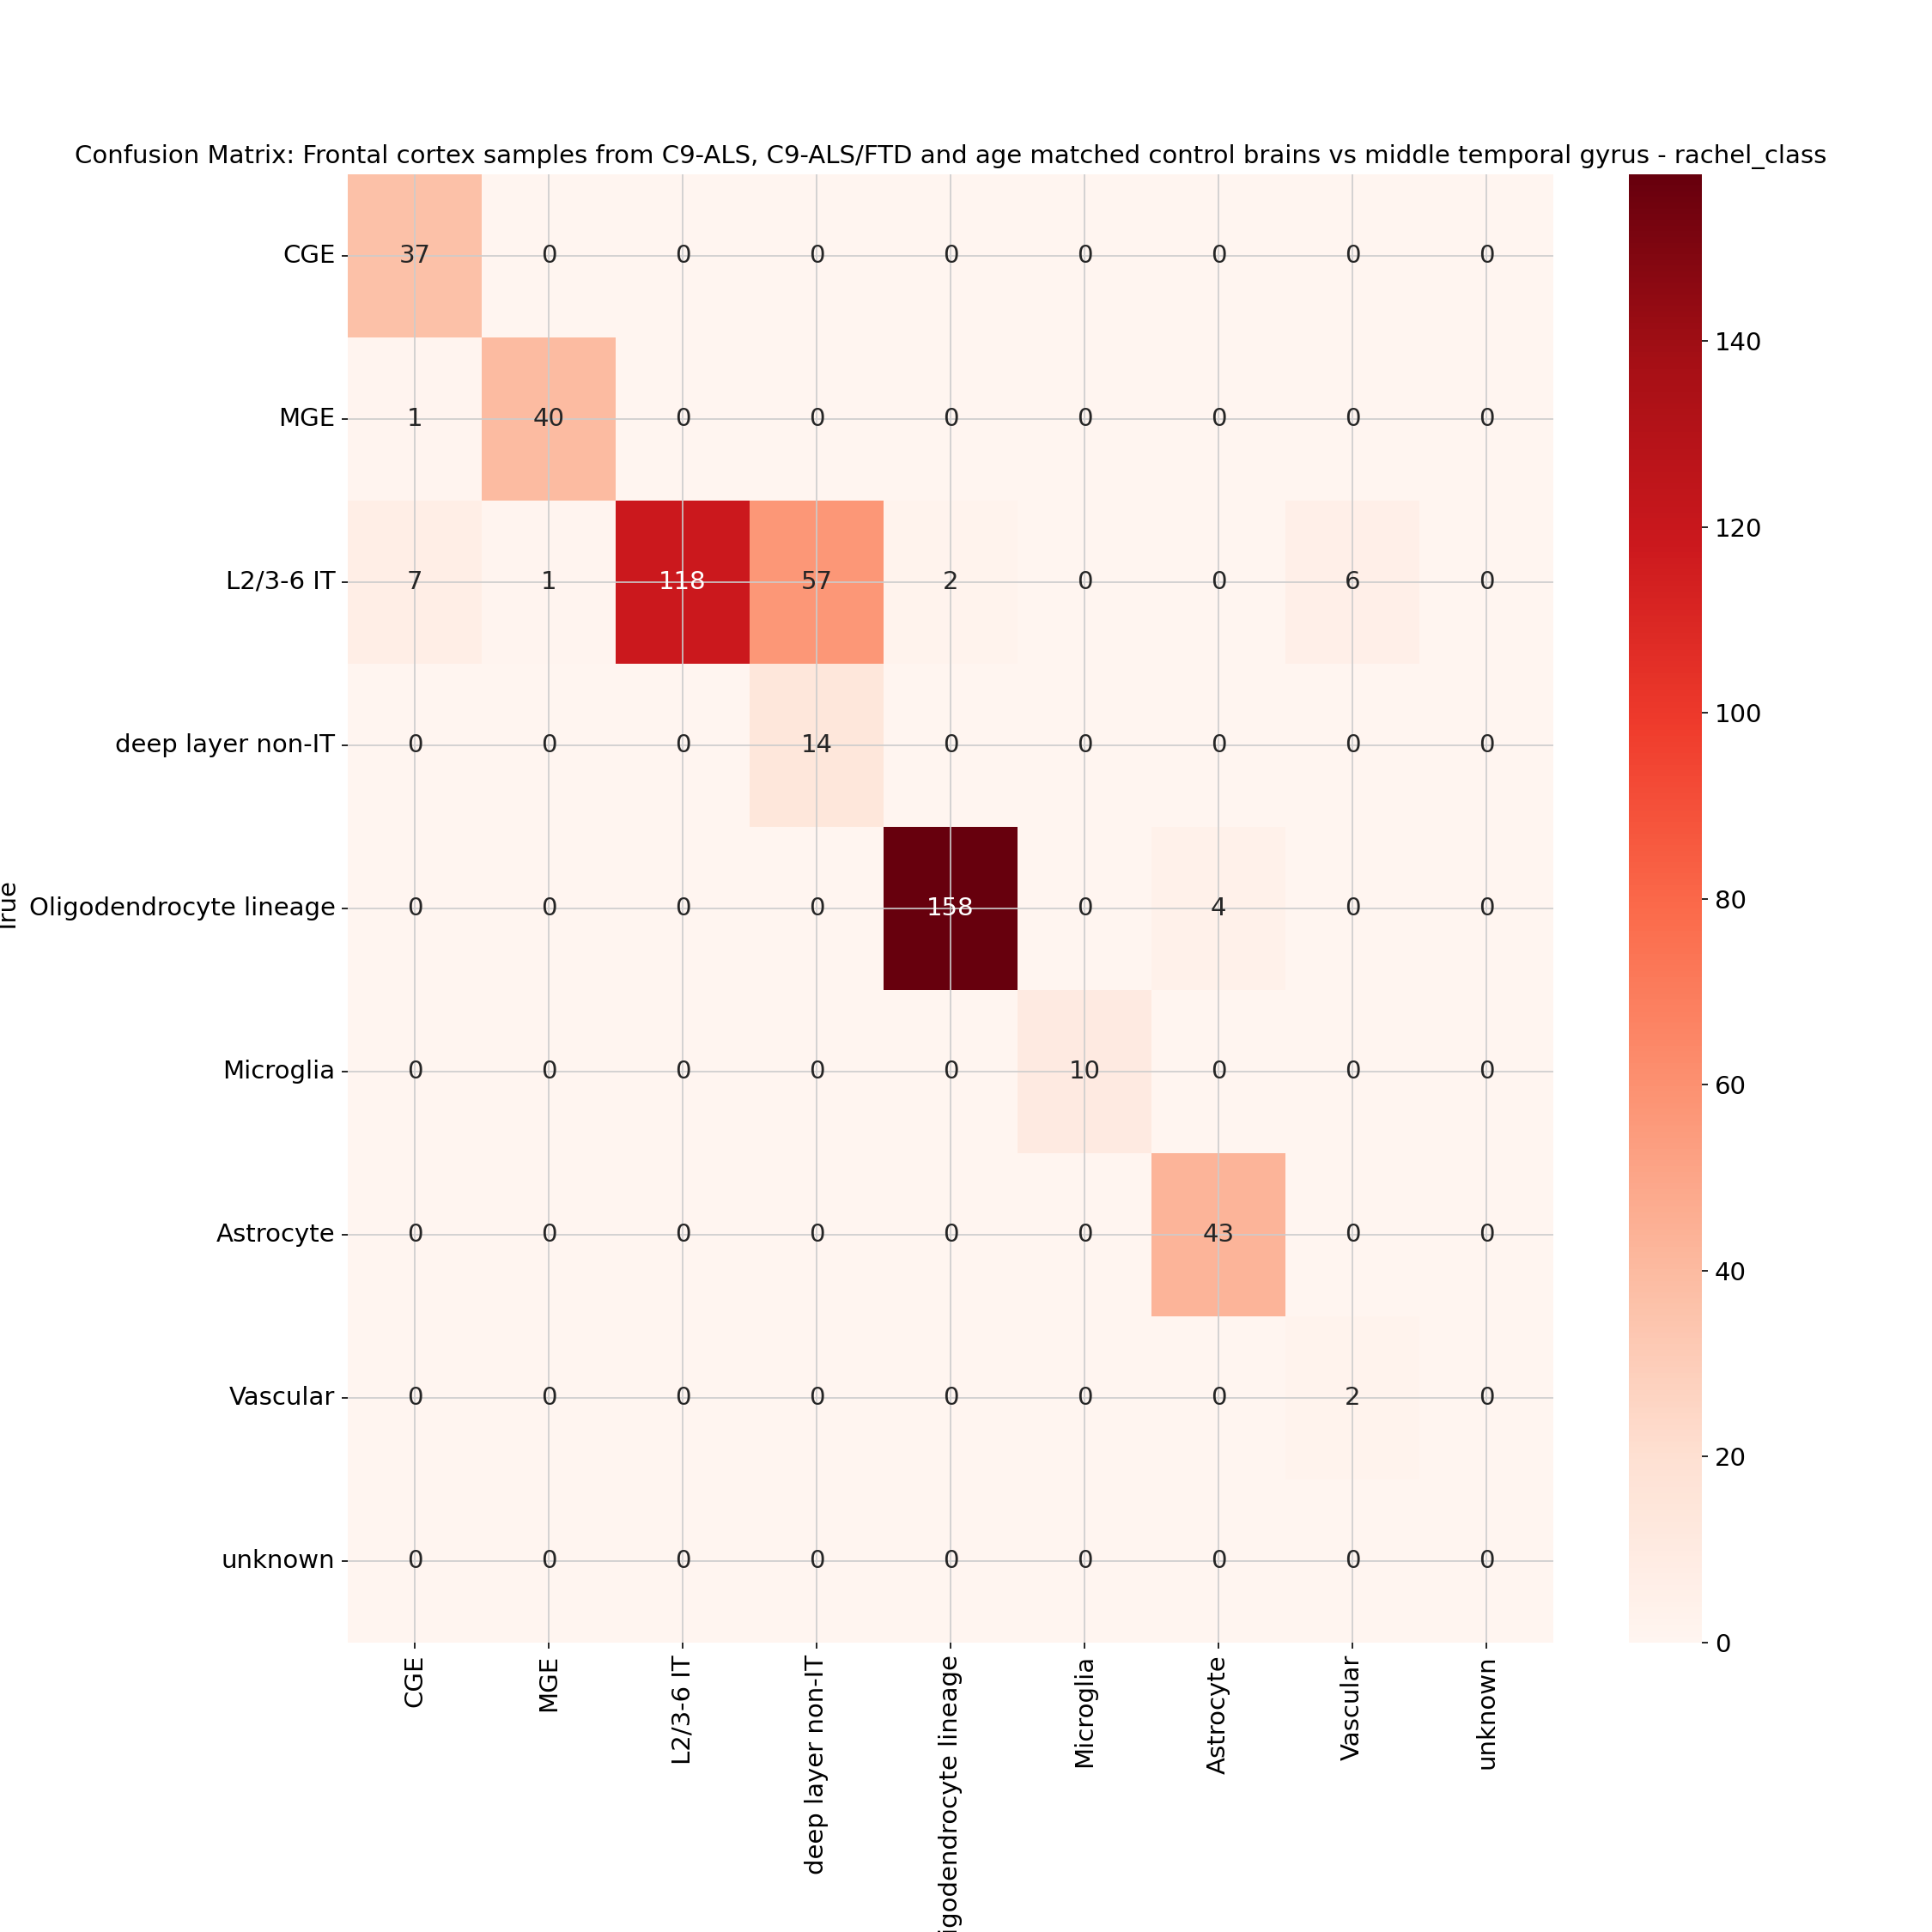 Confusion Matrix: Frontal cortex samples from C9-ALS, C9-ALS/FTD and age matched control brains vs middle temporal gyrus - rachel_class
CGE 37 0 0 0 0 0 0 0 0
MGE 1 40 0 0 0 0 0 0 0
L2/3-6 IT 7 1 118 57 2 0 0 6 0
deep layer non-IT 0 0 0 14 0 0 0 0 0
Oligodendrocyte lineage 0 0 0 0 158 0 4 0 0
Microglia 0 0 0 0 0 10 0 0 0
Astrocyte 0 0 0 0 0 0 43 0 0
Vascular 0 0 0 0 0 0 0 2 0
unknown 0 0 0 0 0 0 0 0 0
True
CGE
MGE
L2/3-6 IT
deep layer non-IT
igodendrocyte lineage
Microglia
Astrocyte
Vascular
unknown
140
120
100
80
60
40
20
0